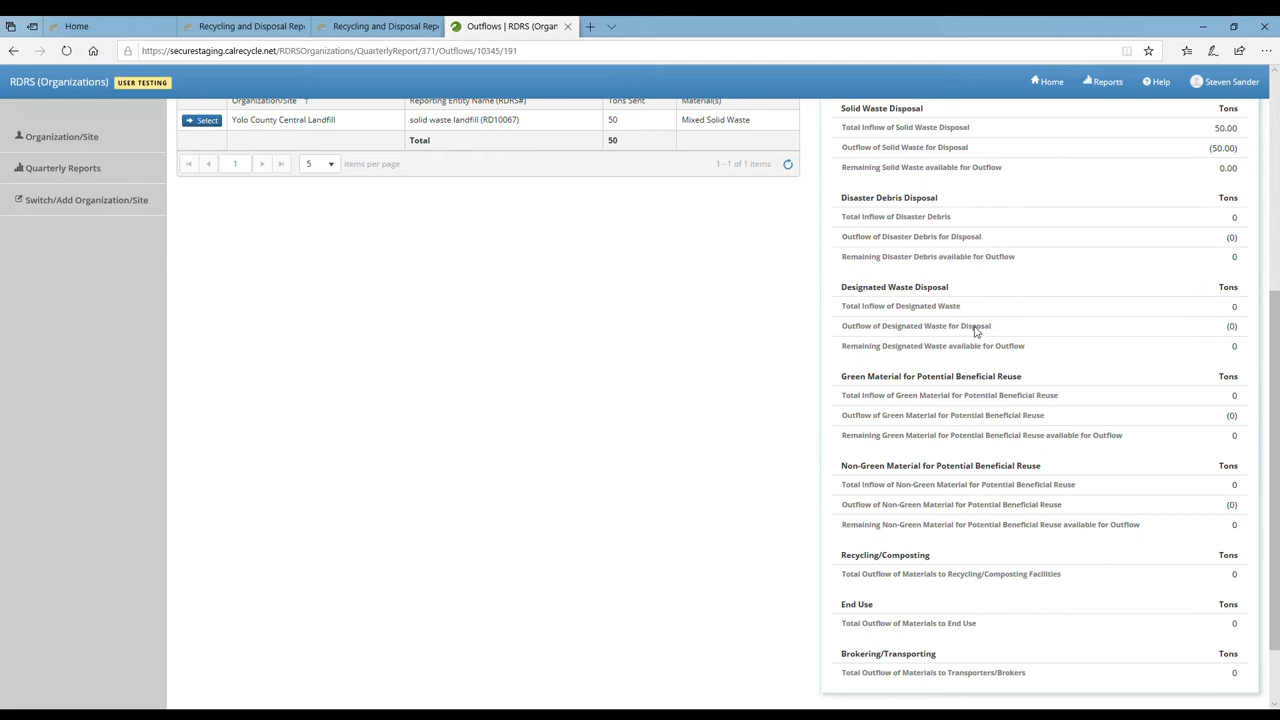 Home
Recycling and Disposal Rep
Recycling and Disposal Rep
Outflows | RDRS (Organ
https://securestaging.calrecycle.net/RDRSOrganizations/QuarterlyReport/371/Outflows/10345/191
RDRS (Organizations) USER TESTING
Home Reports Help Steven Sander
Organization/Site
Quarterly Reports
Switch/Add Organization/Site
Organization/Site ↑ Reporting Entity Name (RDRS#) Tons Sent Material(s)
Select Yolo County Central Landfill solid waste landfill (RD10067) 50 Mixed Solid Waste
Total 50
1 5 items per page 1 - 1 of 1 items
Solid Waste Disposal Tons
Total Inflow of Solid Waste Disposal 50.00
Outflow of Solid Waste for Disposal (50.00)
Remaining Solid Waste available for Outflow 0.00
Disaster Debris Disposal Tons
Total Inflow of Disaster Debris 0
Outflow of Disaster Debris for Disposal (0)
Remaining Disaster Debris available for Outflow 0
Designated Waste Disposal Tons
Total Inflow of Designated Waste 0
Outflow of Designated Waste for Disposal (0)
Remaining Designated Waste available for Outflow 0
Green Material for Potential Beneficial Reuse Tons
Total Inflow of Green Material for Potential Beneficial Reuse 0
Outflow of Green Material for Potential Beneficial Reuse (0)
Remaining Green Material for Potential Beneficial Reuse available for Outflow 0
Non-Green Material for Potential Beneficial Reuse Tons
Total Inflow of Non-Green Material for Potential Beneficial Reuse 0
Outflow of Non-Green Material for Potential Beneficial Reuse (0)
Remaining Non-Green Material for Potential Beneficial Reuse available for Outflow 0
Recycling/Composting Tons
Total Outflow of Materials to Recycling/Composting Facilities 0
End Use Tons
Total Outflow of Materials to End Use 0
Brokering/Transporting Tons
Total Outflow of Materials to Transporters/Brokers 0